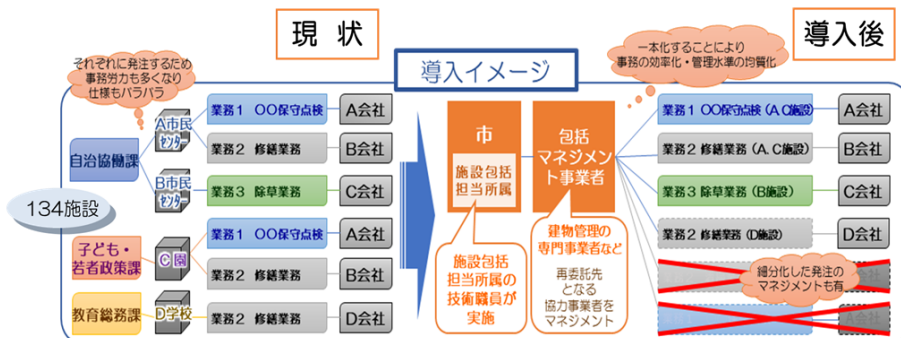 現 状
導入後
導入イメージ
それぞれに発注するため
事務労力も多くなり
仕様もバラバラ
一本化することにより
事務の効率化・管理水準の均質化
134施設
自治協働課
A市民
センター
B市民
センター
業務1 〇〇保守点検
A会社
業務2 修繕業務
B会社
業務3 除草業務
C会社
子ども・
若者政策課
C園
業務1 〇〇保守点検
A会社
業務2 修繕業務
B会社
教育総務課
D学校
業務2 修繕業務
D会社
市
施設包括
担当所属
施設包括
担当所属の
技術職員が
実施
包括
マネジメン
ト事業者
建物管理の
専門事業者など
再委託先
となる
協力事業者を
マネジメント
業務1 〇〇保守点検(A,C施設)
A会社
業務2 修繕業務(A,C施設)
B会社
業務3 除草業務(B施設)
C会社
業務2 修繕業務(D施設)
D会社
細分化した発注の
マネジメントも有